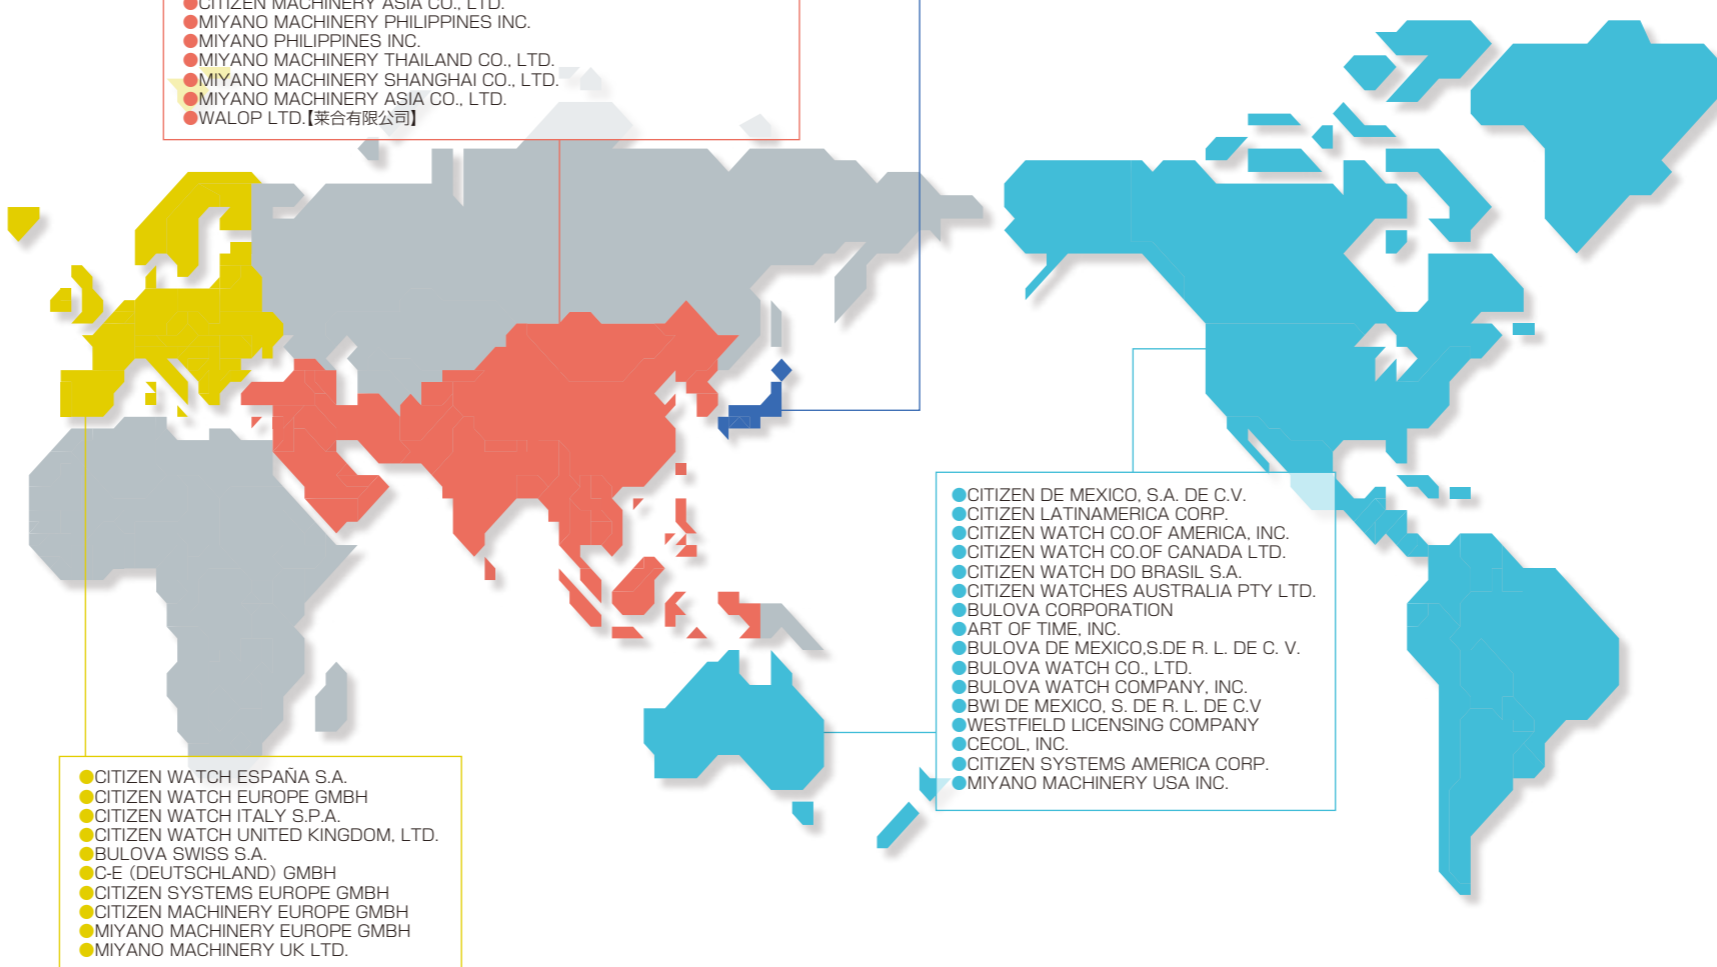 ●CITIZEN MACHINERY ASIA CO., LTD.
●MIYANO MACHINERY PHILIPPINES INC.
●MIYANO PHILIPPINES INC.
●MIYANO MACHINERY THAILAND CO., LTD.
●MIYANO MACHINERY SHANGHAI CO., LTD.
●MIYANO MACHINERY ASIA CO., LTD.
●WALOP LTD.【莱合有限公司】
●CITIZEN DE MEXICO, S.A. DE C.V.
●CITIZEN LATINAMERICA CORP.
●CITIZEN WATCH CO.OF AMERICA, INC.
●CITIZEN WATCH CO.OF CANADA LTD.
●CITIZEN WATCH DO BRASIL S.A.
●CITIZEN WATCHES AUSTRALIA PTY LTD.
●BULOVA CORPORATION
●ART OF TIME, INC.
●BULOVA DE MEXICO,S.DE R. L. DE C. V.
●BULOVA WATCH CO., LTD.
●BULOVA WATCH COMPANY, INC.
●BWI DE MEXICO, S. DE R. L. DE C.V
●WESTFIELD LICENSING COMPANY
●CECOL, INC.
●CITIZEN SYSTEMS AMERICA CORP.
●MIYANO MACHINERY USA INC.
●CITIZEN WATCH ESPAÑA S.A.
●CITIZEN WATCH EUROPE GMBH
●CITIZEN WATCH ITALY S.P.A.
●CITIZEN WATCH UNITED KINGDOM, LTD.
●BULOVA SWISS S.A.
●C-E (DEUTSCHLAND) GMBH
●CITIZEN SYSTEMS EUROPE GMBH
●CITIZEN MACHINERY EUROPE GMBH
●MIYANO MACHINERY EUROPE GMBH
●MIYANO MACHINERY UK LTD.